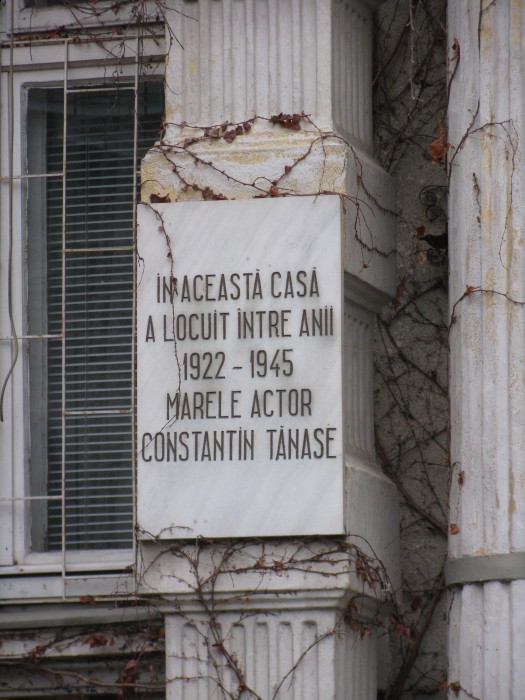 ÎN ACEASTĂ CASĂ
A LOCUIT ÎNTRE ANII
1922 - 1945
MARELE ACTOR
CONSTANTIN TĂNASE